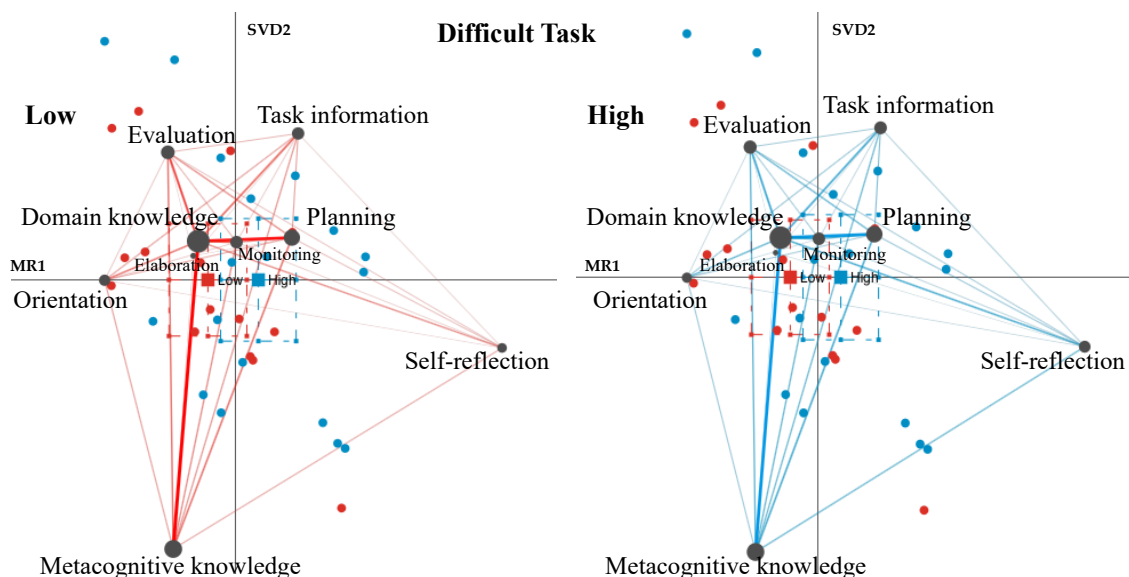 Difficult Task
SVD2
Low
Task information
Evaluation
Domain knowledge
Planning
Elaboration
Monitoring
MR1
Low
High
Orientation
Self-reflection
Metacognitive knowledge
SVD2
High
Task information
Evaluation
Domain knowledge
Planning
Elaboration
Monitoring
MR1
Low
High
Orientation
Self-reflection
Metacognitive knowledge